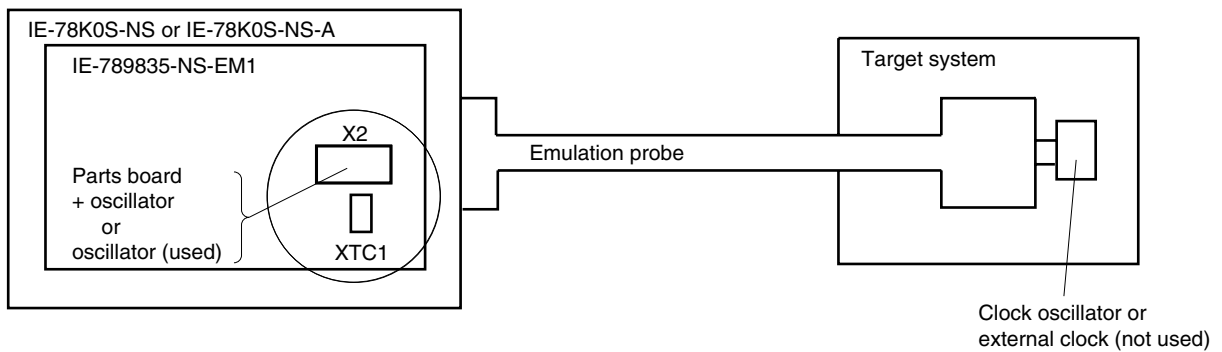 IE-78K0S-NS or IE-78K0S-NS-A
IE-789835-NS-EM1
X2
Parts board
+ oscillator
or
oscillator (used)
XTC1
Emulation probe
Target system
Clock oscillator or
external clock (not used)